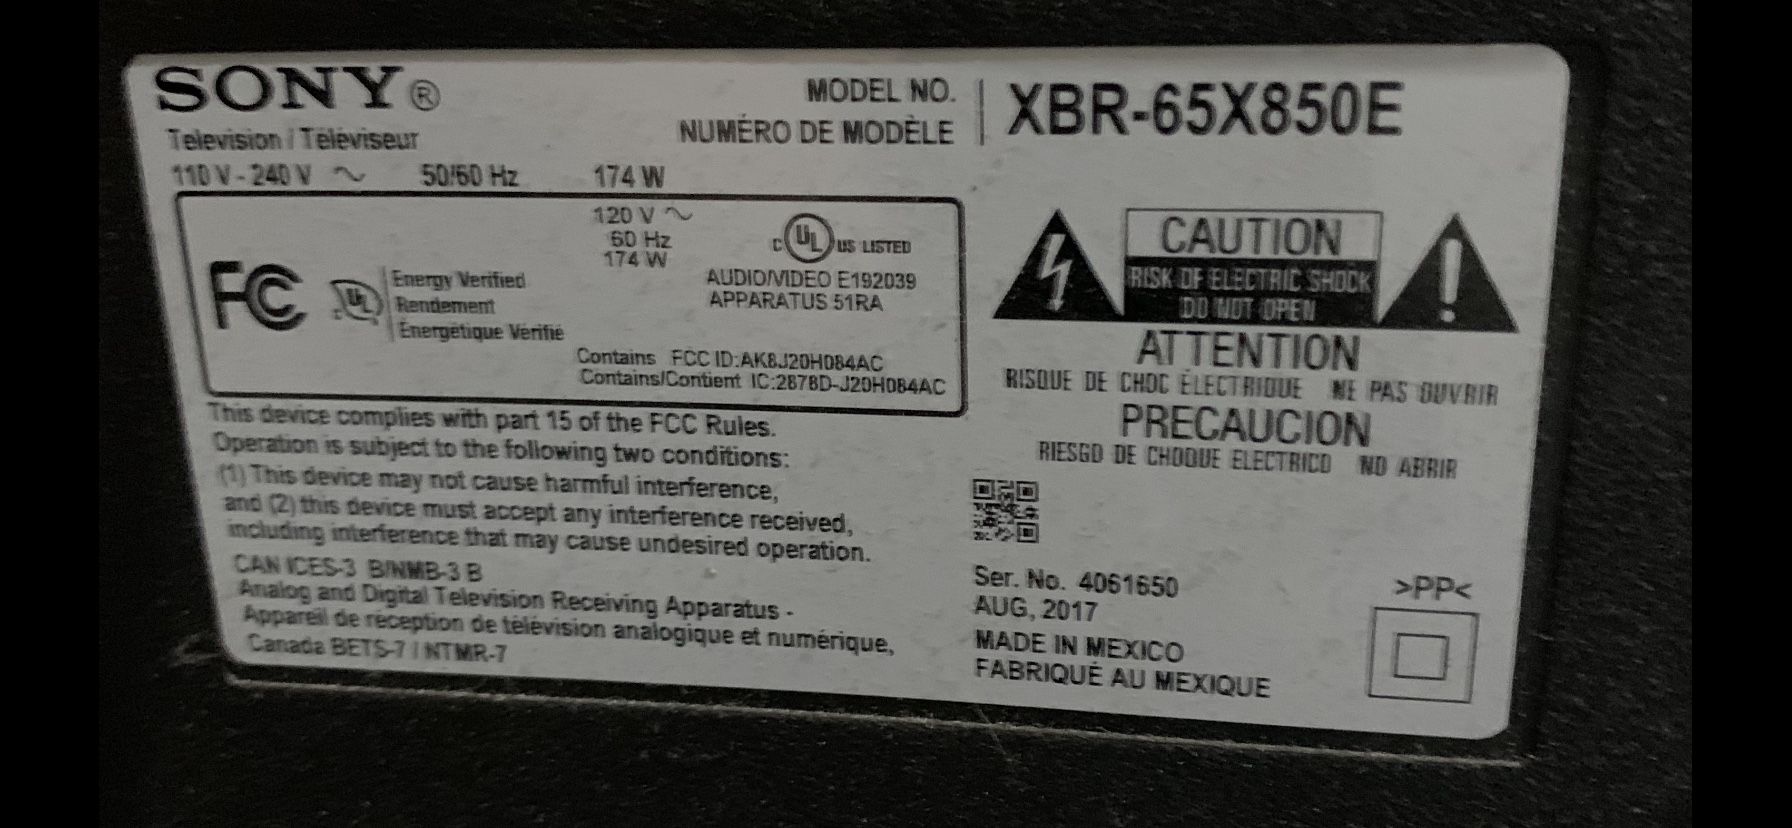 SONY®
Television / Téléviseur
MODEL NO.
NUMÉRO DE MODÈLE
XBR-65X850E
110 V - 240 V ~ 50/60 Hz 174 W
120 V ~
60 Hz
174 W
C UL US LISTED
AUDIO/VIDEO E192039
APPARATUS 51RA
FC
UL
Energy Verified
Rendement
Énergétique Vérifié
Contains FCC ID:AK8J20H084AC
Contains/Contient IC:2878D-J20H084AC
This device complies with part 15 of the FCC Rules.
Operation is subject to the following two conditions:
(1) This device may not cause harmful interference,
and (2) this device must accept any interference received,
including interference that may cause undesired operation.
CAN ICES-3 B/NMB-3 B
Analog and Digital Television Receiving Apparatus -
Appareil de réception de télévision analogique et numérique,
Canada BETS-7 / NTMR-7
CAUTION
RISK OF ELECTRIC SHOCK
DO NOT OPEN
ATTENTION
RISQUE DE CHOC ÉLECTRIQUE NE PAS OUVRIR
PRECAUCION
RIESGO DE CHOQUE ELECTRICO NO ABRIR
Ser. No. 4061650
AUG, 2017
MADE IN MEXICO
FABRIQUÉ AU MEXIQUE
>PP<